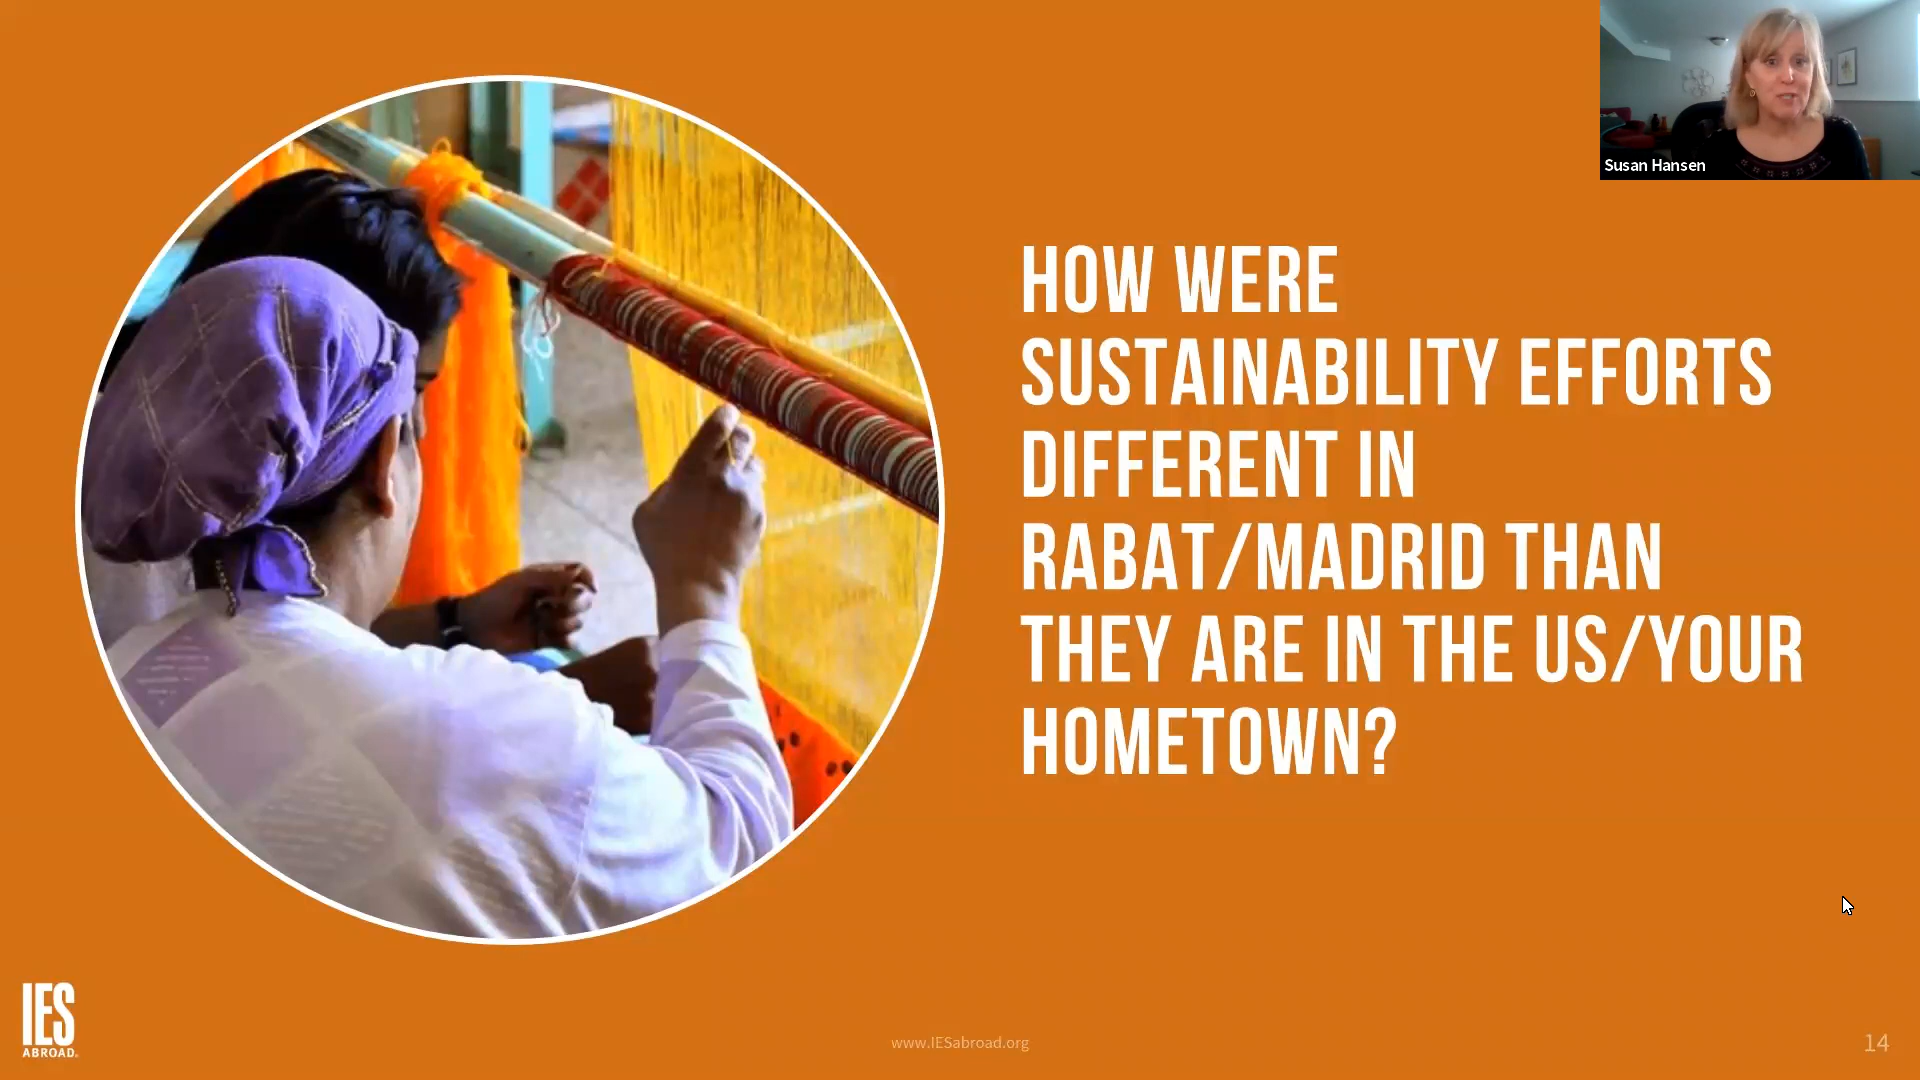 Susan Hansen
HOW WERE
SUSTAINABILITY EFFORTS
DIFFERENT IN
RABAT/MADRID THAN
THEY ARE IN THE US/YOUR
HOMETOWN?
IES
ABROAD.
www.IESabroad.org
14